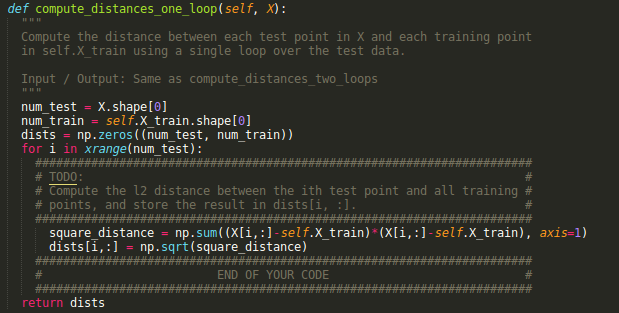 def compute_distances_one_loop(self, X):
"""
Compute the distance between each test point in X and each training point
in self.X_train using a single loop over the test data.
Input / Output: Same as compute_distances_two_loops
"""
num_test = X.shape[0]
num_train = self.X_train.shape[0]
dists = np.zeros((num_test, num_train))
for i in xrange(num_test):
#######################################################################
# TODO: #
# Compute the l2 distance between the ith test point and all training #
# points, and store the result in dists[i, :]. #
#######################################################################
square_distance = np.sum((X[i,:]-self.X_train)*(X[i,:]-self.X_train), axis=1)
dists[i,:] = np.sqrt(square_distance)
#######################################################################
# END OF YOUR CODE #
#######################################################################
return dists